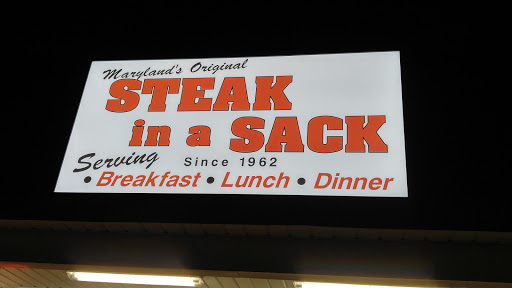 Maryland's Original
STEAK
in a SACK
Since 1962
Serving
• Breakfast • Lunch • Dinner